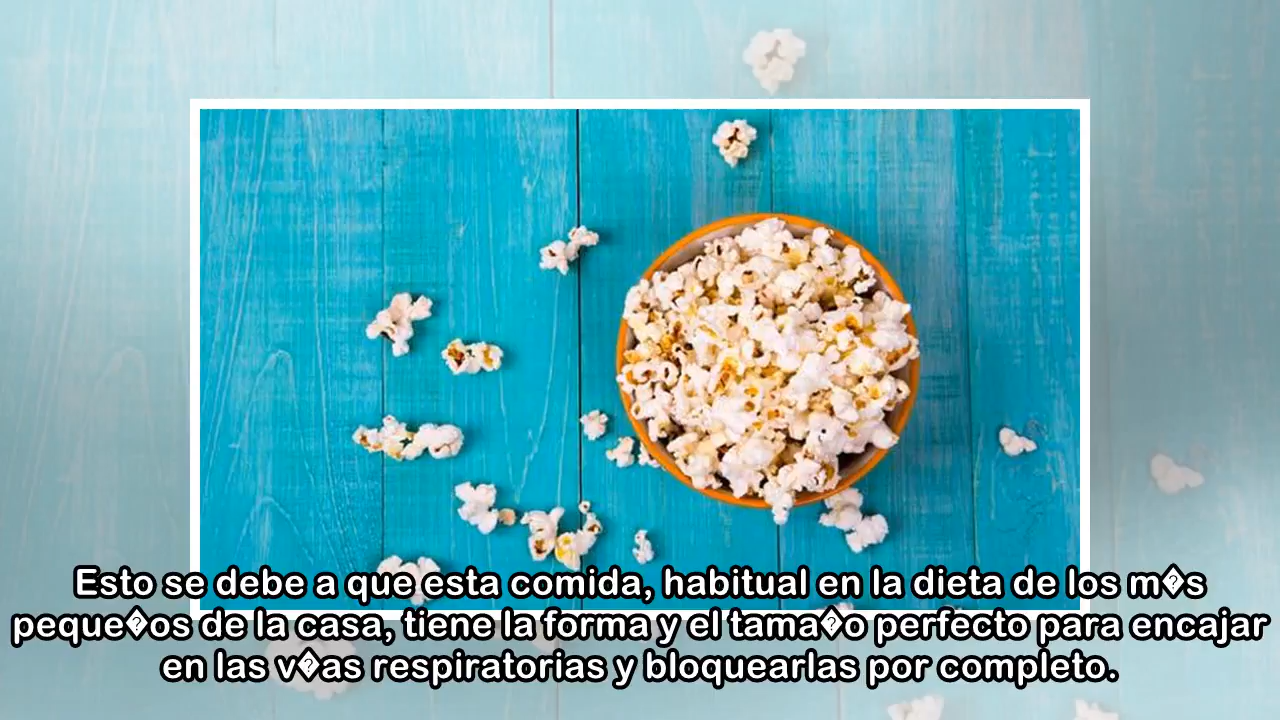 Esto se debe a que esta comida, habitual en la dieta de los m�s
peque�os de la casa, tiene la forma y el tama�o perfecto para encajar
en las v�as respiratorias y bloquearlas por completo.